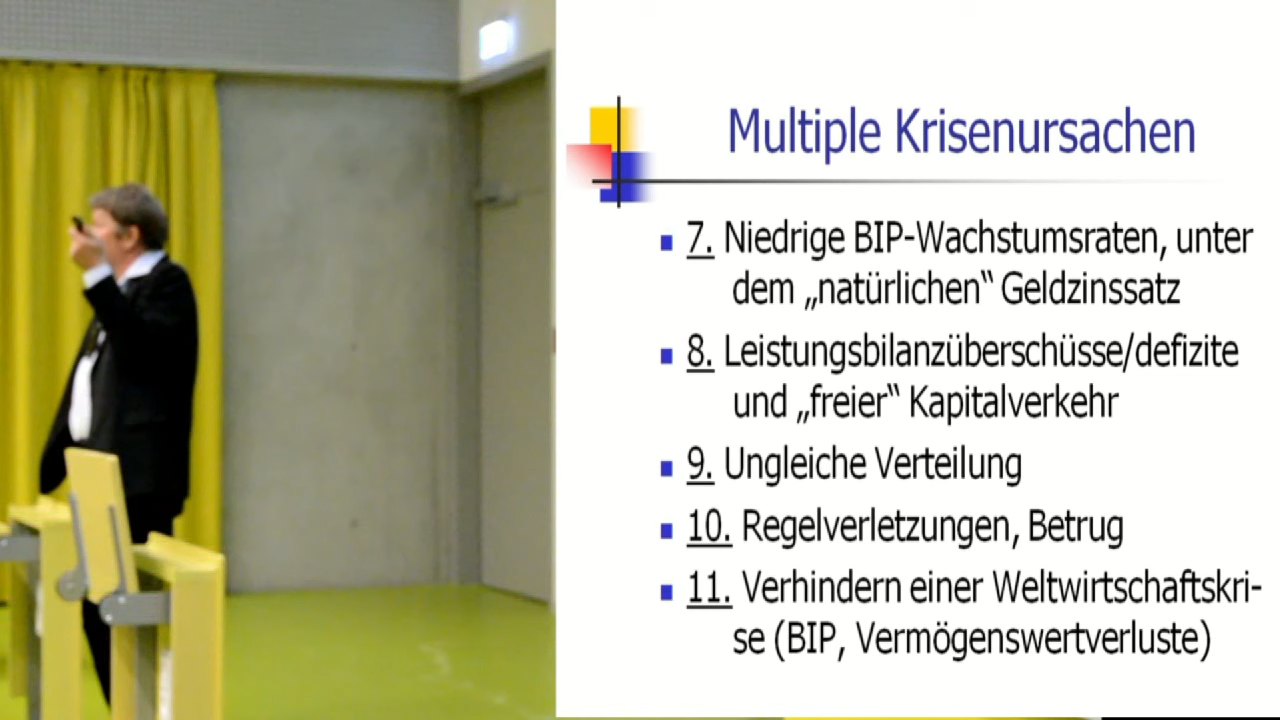 Multiple Krisenursachen
7. Niedrige BIP-Wachstumsraten, unter
dem „natürlichen“ Geldzinssatz
8. Leistungsbilanzüberschüsse/defizite
und „freier“ Kapitalverkehr
9. Ungleiche Verteilung
10. Regelverletzungen, Betrug
11. Verhindern einer Weltwirtschaftskri-
se (BIP, Vermögenswertverluste)